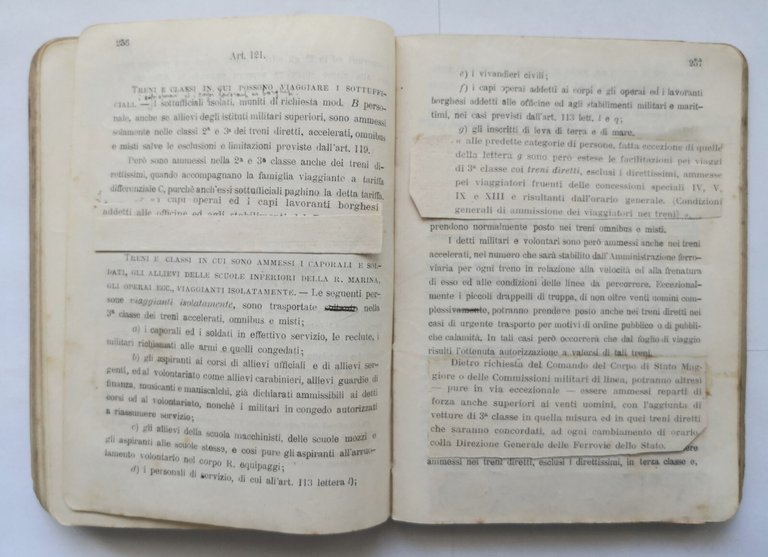 236
Art. 121.
TRENI E CLASSI IN CUI POSSONO VIAGGIARE I SOTTUFFI-
CIALI. — I sottufficiali isolati, muniti di richiesta mod. B perso-
nale, anche se allievi degli istituti militari superiori, sono ammessi
solamente nelle classi 2ª e 3ª dei treni diretti, accelerati, omnibus
e misti salve le esclusioni e limitazioni previste dall'art. 119.
Però sono ammessi nella 2ª e 3ª classe anche dei treni di-
rettissimi, quando accompagnano la famiglia viaggiante a tariffa
differenziale C, purchè anch'essi sottufficiali paghino la detta tariffa.
capi operai ed i capi lavoranti borghesi
addetti alle officine ed agli stabilimenti
TRENI E CLASSI IN CUI SONO AMMESSI I CAPORALI E SOL-
DATI, GLI ALLIEVI DELLE SCUOLE INFERIORI DELLA R. MARINA,
GLI OPERAI ECC., VIAGGIANTI ISOLATAMENTE. — Le seguenti per-
sone viaggianti isolatamente, sono trasportate nella
3ª classe dei treni accelerati, omnibus e misti;
a) i caporali ed i soldati in effettivo servizio, le reclute, i
militari richiamati alle armi e quelli congedati;
b) gli aspiranti ai corsi di allievi ufficiali e di allievi ser-
genti, ed al volontariato come allievi carabinieri, allievi guardie di
finanza, musicanti e maniscalchi, già dichiarati ammissibili ai detti
corsi od al volontariato, nonchè i militari in congedo autorizzati
a riassumere servizio;
c) gli allievi della scuola macchinisti, delle scuole mozzi e
gli aspiranti alle scuole stesse, e così pure gli aspiranti all'arruo-
lamento volontario nel corpo R. equipaggi;
d) i personali di servizio, di cui all'art. 113 lettera l);
237
e) i vivandieri civili;
f) i capi operai addetti ai corpi e gli operai ed i lavoranti
borghesi addetti alle officine ed agli stabilimenti militari e marit-
timi, nei casi previsti dall'art. 113 lett. i e q;
g) gli inscritti di leva di terra e di mare.
alle predette categorie di persone, fatta eccezione di quelle
della lettera g sono però estese le facilitazioni pei viaggi
di 3ª classe coi treni diretti, esclusi i direttissimi, ammesse
pei viaggiatori fruenti delle concessioni speciali IV, V,
IX e XIII e risultanti dall'orario generale. (Condizioni
generali di ammissione dei viaggiatori nei treni)
prendono normalmente posto nei treni omnibus o misti.
I detti militari e volontari sono però ammessi anche nei treni
accelerati, nel numero che sarà stabilito dall'Amministrazione ferro-
viaria per ogni treno in relazione alla velocità ed alla frenatura
di esso ed alle condizioni delle linee da percorrere. Eccezional-
mente i piccoli drappelli di truppa, di non oltre venti uomini com-
plessivamente, potranno prendere posto anche nei treni diretti nei
casi di urgente trasporto per motivi di ordine pubblico o di pubbli-
che calamità. In tali casi però occorrerà che dal foglio di viaggio
risulti l'ottenuta autorizzazione a valersi di tali treni.
Dietro richiesta del Comando del Corpo di Stato Mag-
giore o delle Commissioni militari di linea, potranno altresì
— pure in via eccezionale — essere ammessi reparti di
forza anche superiori ai venti uomini, con l'aggiunta di
vetture di 3ª classe nella quale misura ed in quei treni diretti
che saranno concordati, ad ogni cambiamento di orario
colla Direzione Generale delle Ferrovie dello Stato.
ammessi nei treni diretti, esclusi i direttissimi, in terza classe e,